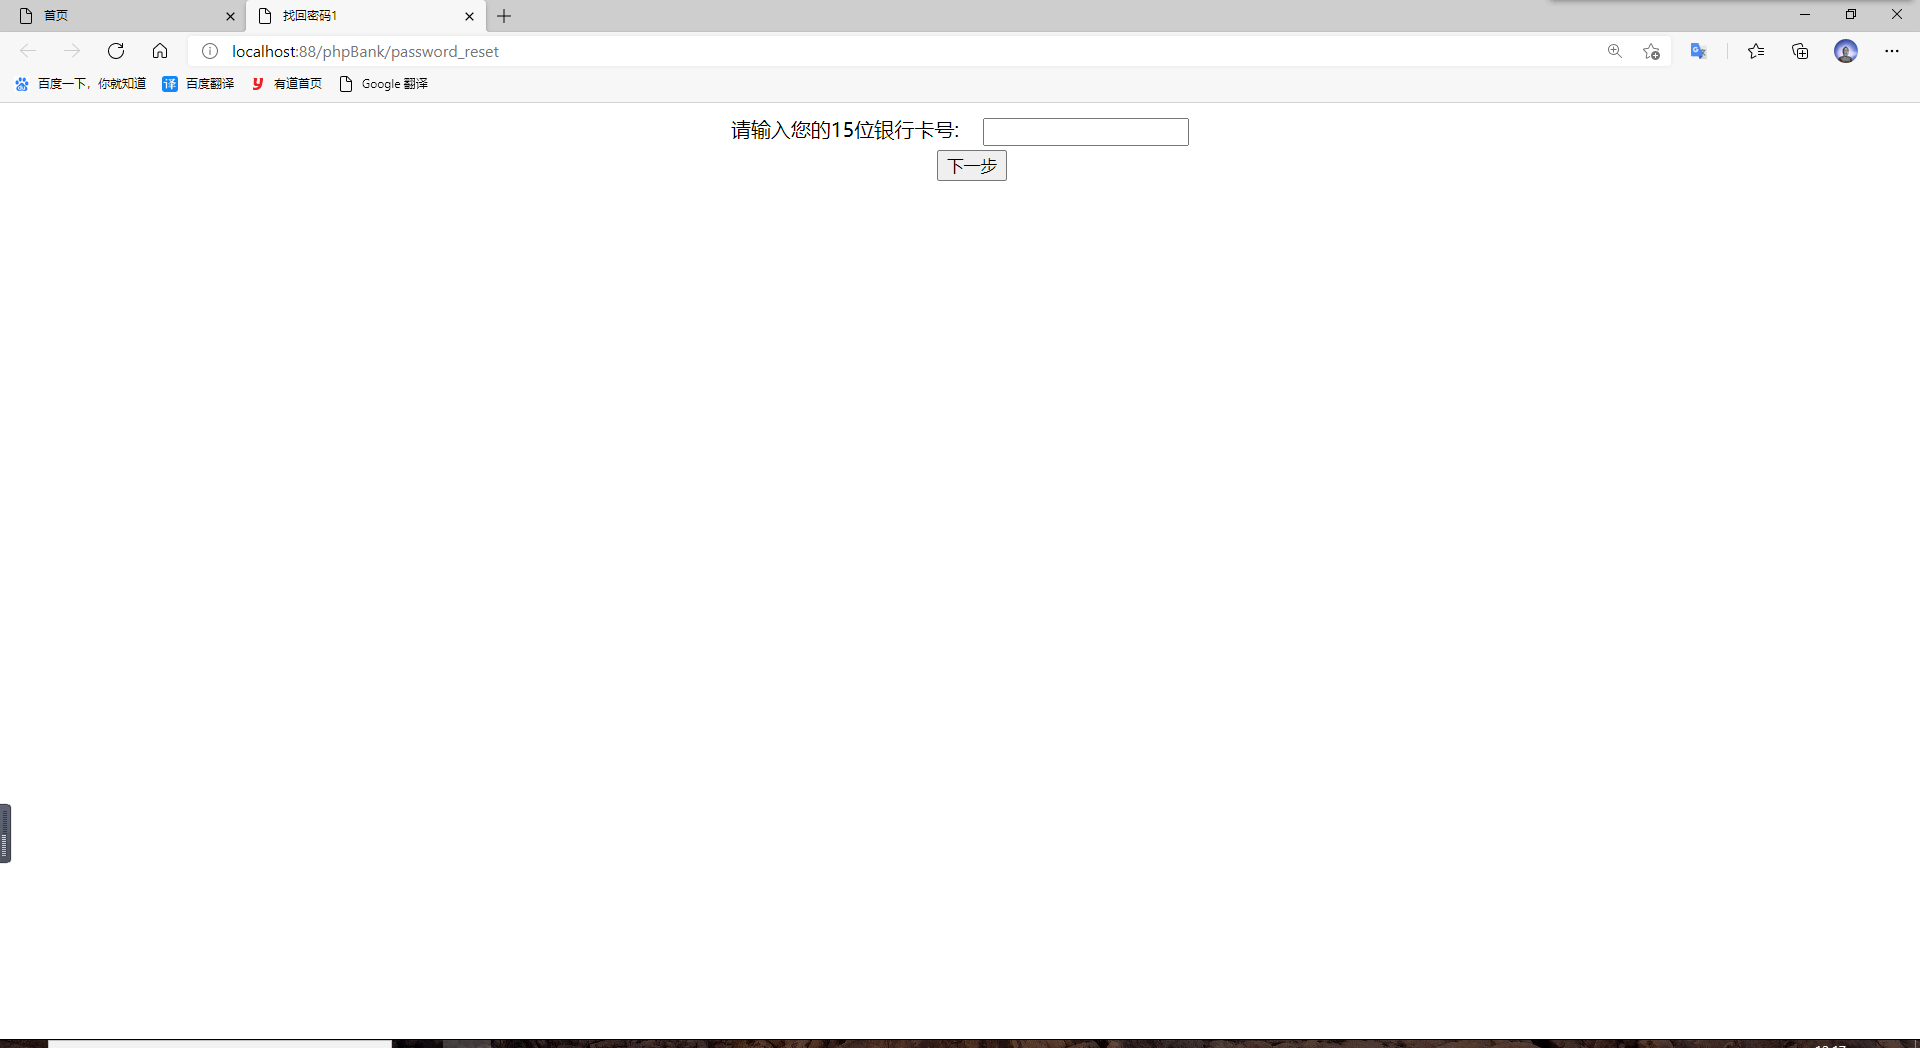 首页
找回密码1
localhost:88/phpBank/password_reset
百度一下，你就知道 译 百度翻译 y 有道首页 Google 翻译
请输入您的15位银行卡号:
下一步